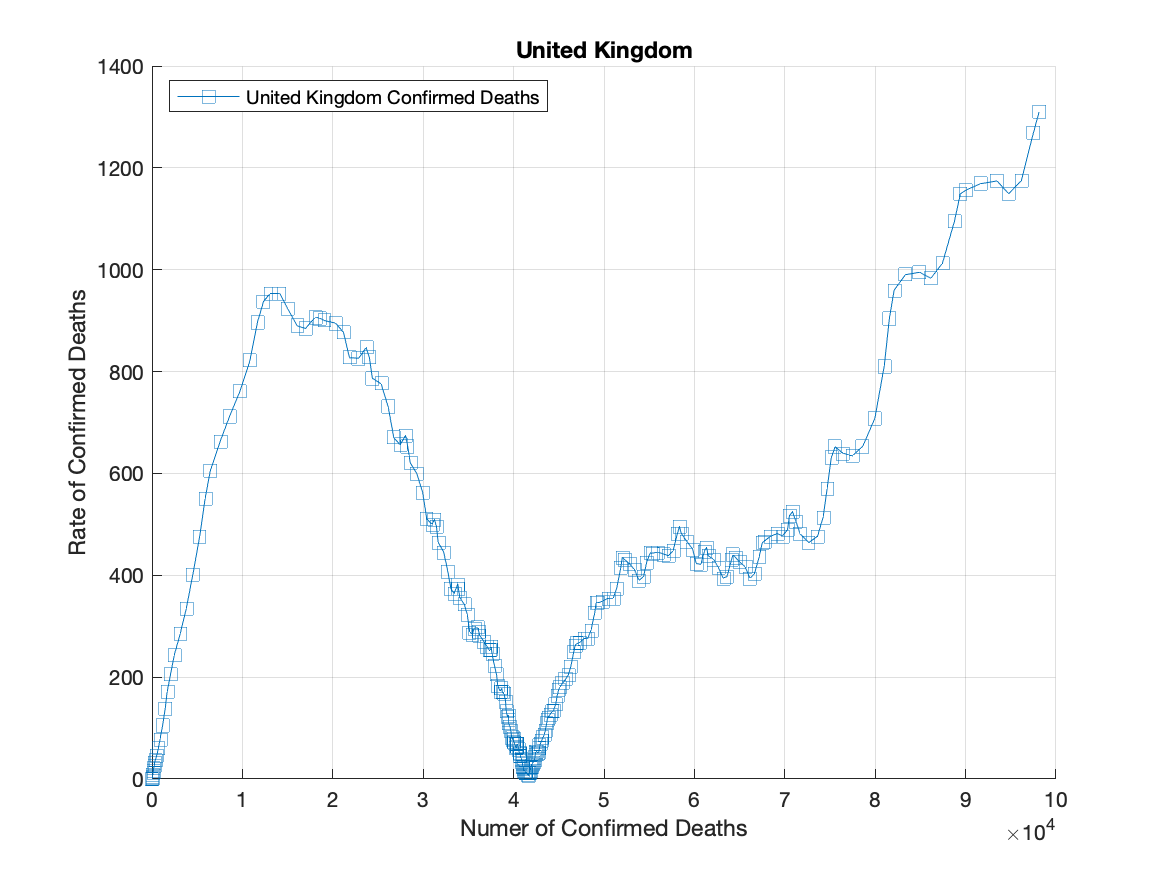 United Kingdom
United Kingdom Confirmed Deaths
1400
1200
1000
800
600
400
200
0
Rate of Confirmed Deaths
0 1 2 3 4 5 6 7 8 9 10
Numer of Confirmed Deaths
×10^4